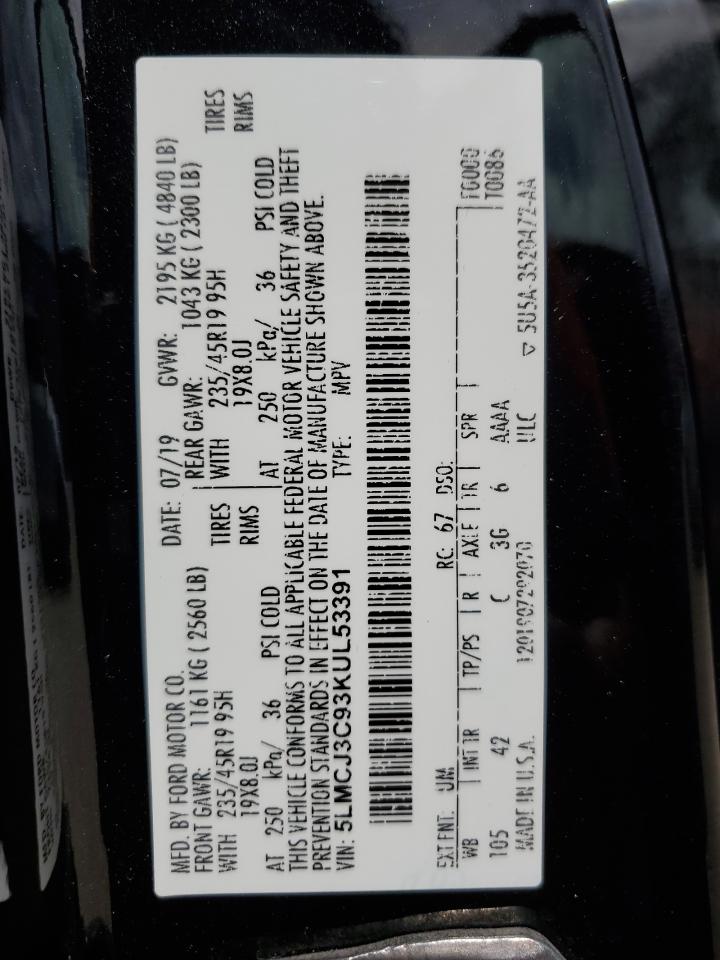 MFD. BY FORD MOTOR CO.
DATE: 07/19 GVWR: 2195 KG ( 4840 LB)
FRONT GAWR: 1161 KG ( 2560 LB)
REAR GAWR: 1043 KG ( 2300 LB)
WITH 235/45R19 95H TIRES
WITH 235/45R19 95H TIRES
19X8.0J RIMS
19X8.0J RIMS
AT 250 kPa/ 36 PSI COLD
AT 250 kPa/ 36 PSI COLD
THIS VEHICLE CONFORMS TO ALL APPLICABLE FEDERAL MOTOR VEHICLE SAFETY AND THEFT
PREVENTION STANDARDS IN EFFECT ON THE DATE OF MANUFACTURE SHOWN ABOVE.
VIN: 5LMCJ3C93KUL53391 TYPE: MPV
EXT PNT: UM RC: 67 DSO:
WB INT TR TP/PS R AXLE TR SPR
105 42 C 3G 6 AAAA
T0086
MADE IN U.S.A. ULC